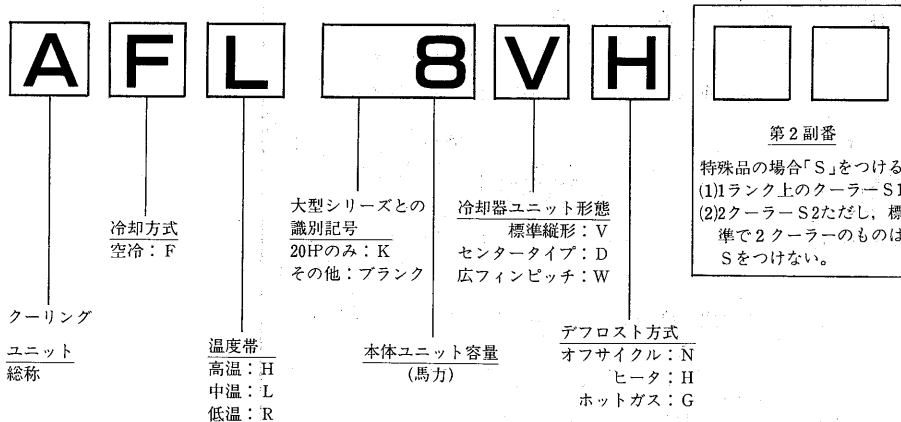 AFL 8VH
第2副番
特殊品の場合「S」をつける
(1)1ランク上のクーラーS1
(2)2クーラーS2ただし，標
準で2クーラーのものは
Sをつけない。
クーリング
ユニット
総称
冷却方式
空冷：F
温度帯
高温：H
中温：L
低温：R
大型シリーズとの
識別記号
20HPのみ：K
その他：ブランク
本体ユニット容量
(馬力)
冷却器ユニット形態
標準縦形：V
センタータイプ：D
広フィンピッチ：W
デフロスト方式
オフサイクル：N
ヒータ：H
ホットガス：G